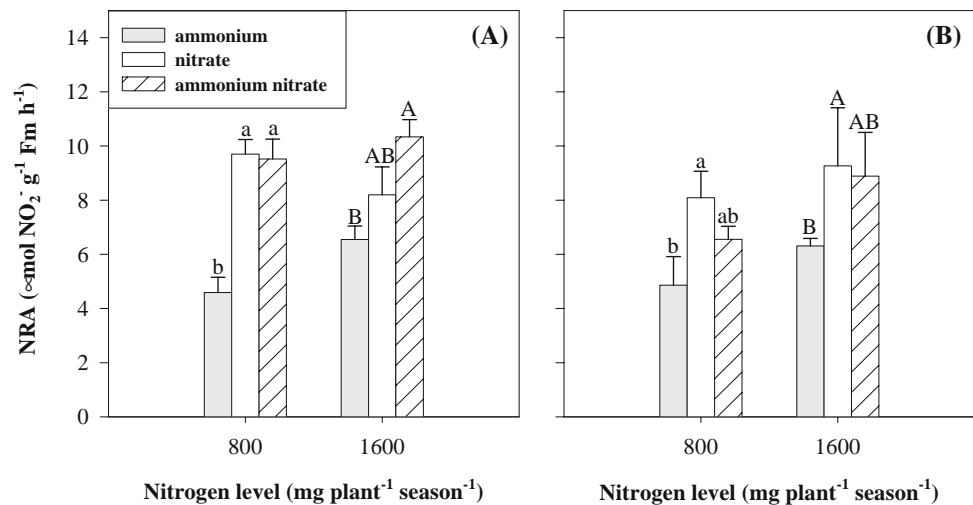 NRA (∝mol NO₂⁻ g⁻¹ Fm h⁻¹)
14
12
10
8
6
4
2
0
ammonium
nitrate
ammonium nitrate
(A)
b
a
a
B
AB
A
800
1600
Nitrogen level (mg plant⁻¹ season⁻¹)
(B)
b
a
ab
B
A
AB
800
1600
Nitrogen level (mg plant⁻¹ season⁻¹)